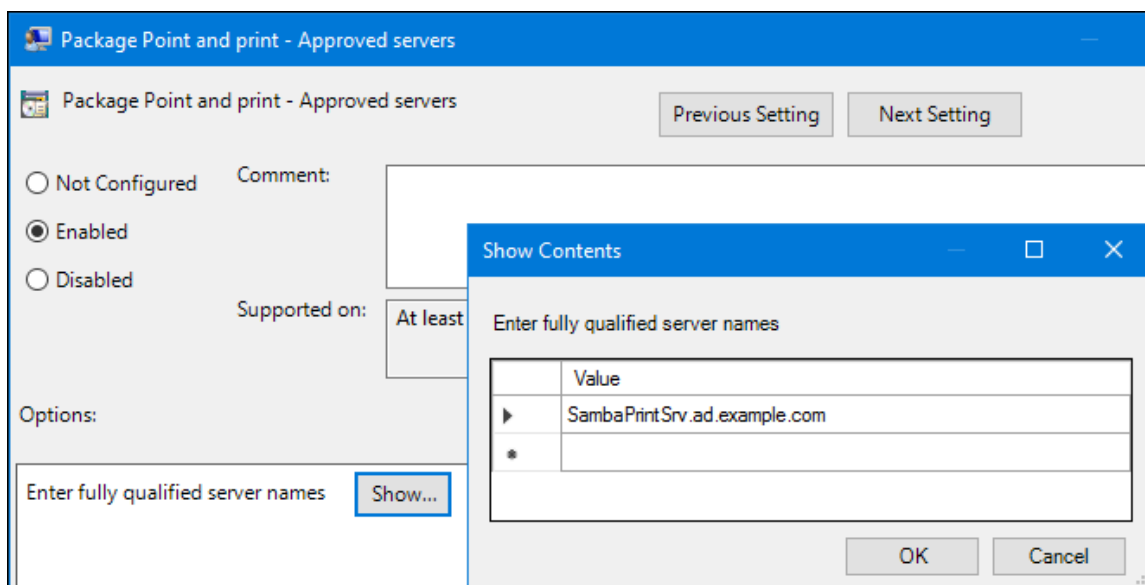 Package Point and print - Approved servers
Package Point and print - Approved servers
Previous Setting
Next Setting
Not Configured
Comment:
Enabled
Disabled
Supported on:
At least
Options:
Enter fully qualified server names
Show...
Show Contents
Enter fully qualified server names
Value
SambaPrintSrv.ad.example.com
OK
Cancel